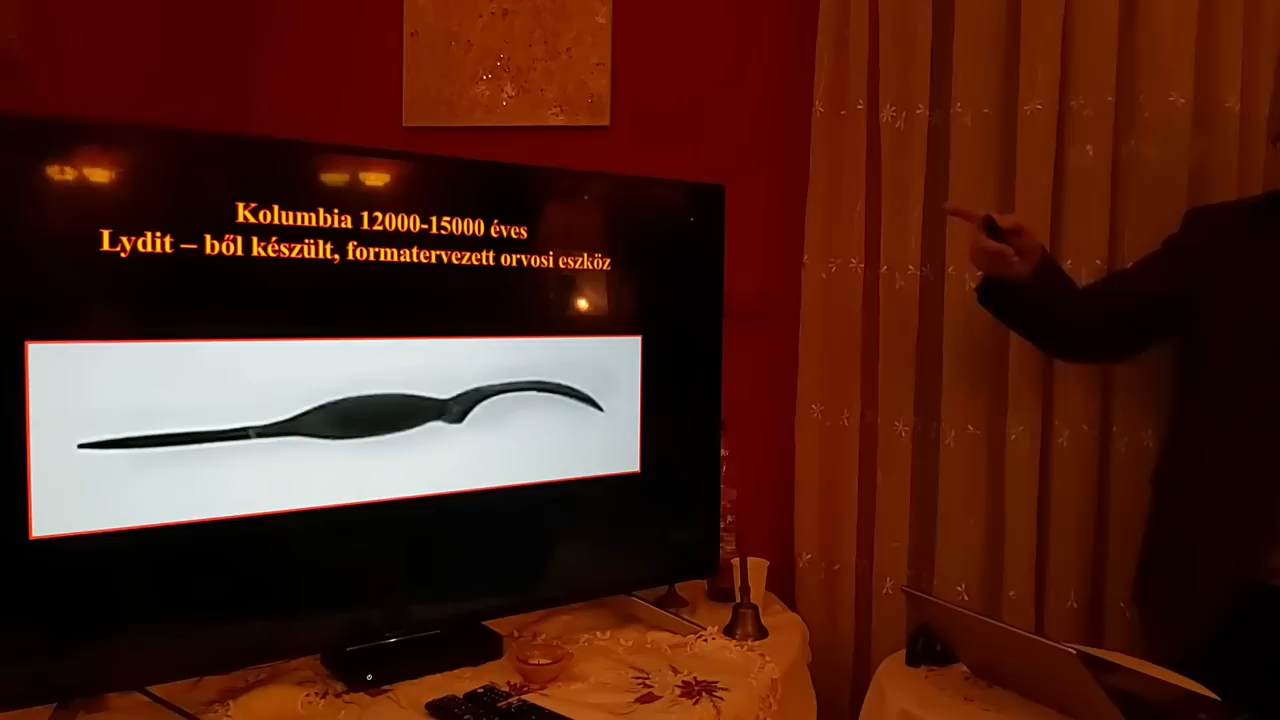 Kolumbia 12000-15000 éves
Lydit – ből készült, formatervezett orvosi eszköz